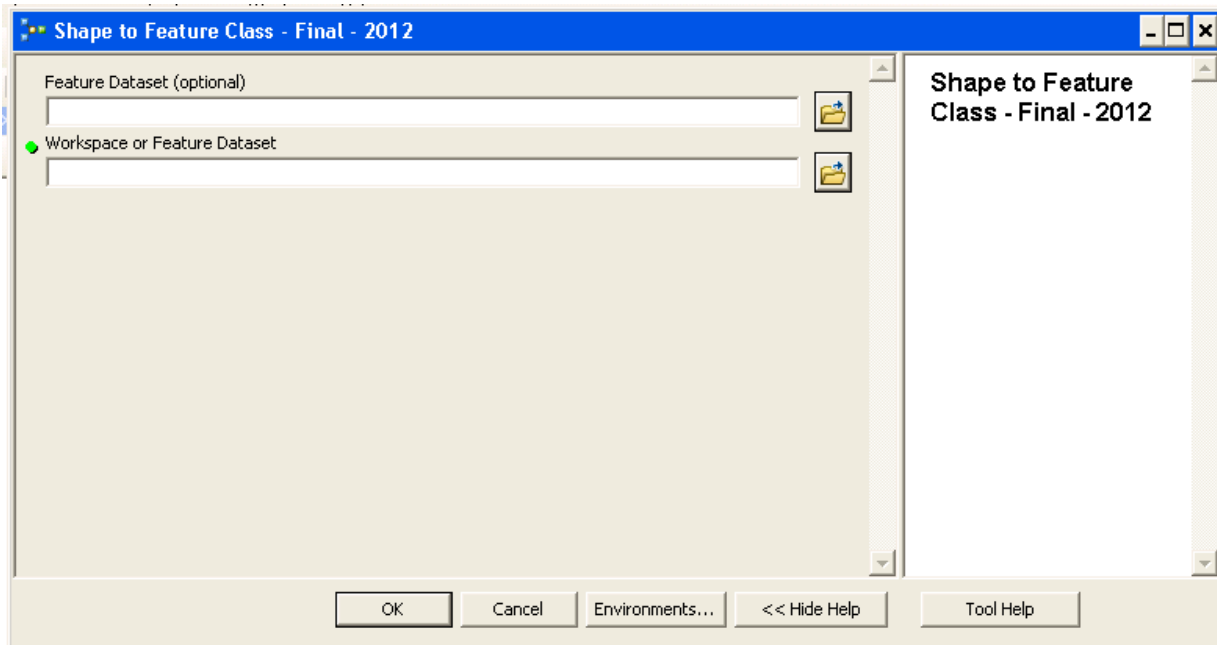 Shape to Feature Class - Final - 2012
Feature Dataset (optional)
Workspace or Feature Dataset
Shape to Feature
Class - Final - 2012
OK
Cancel
Environments...
<< Hide Help
Tool Help